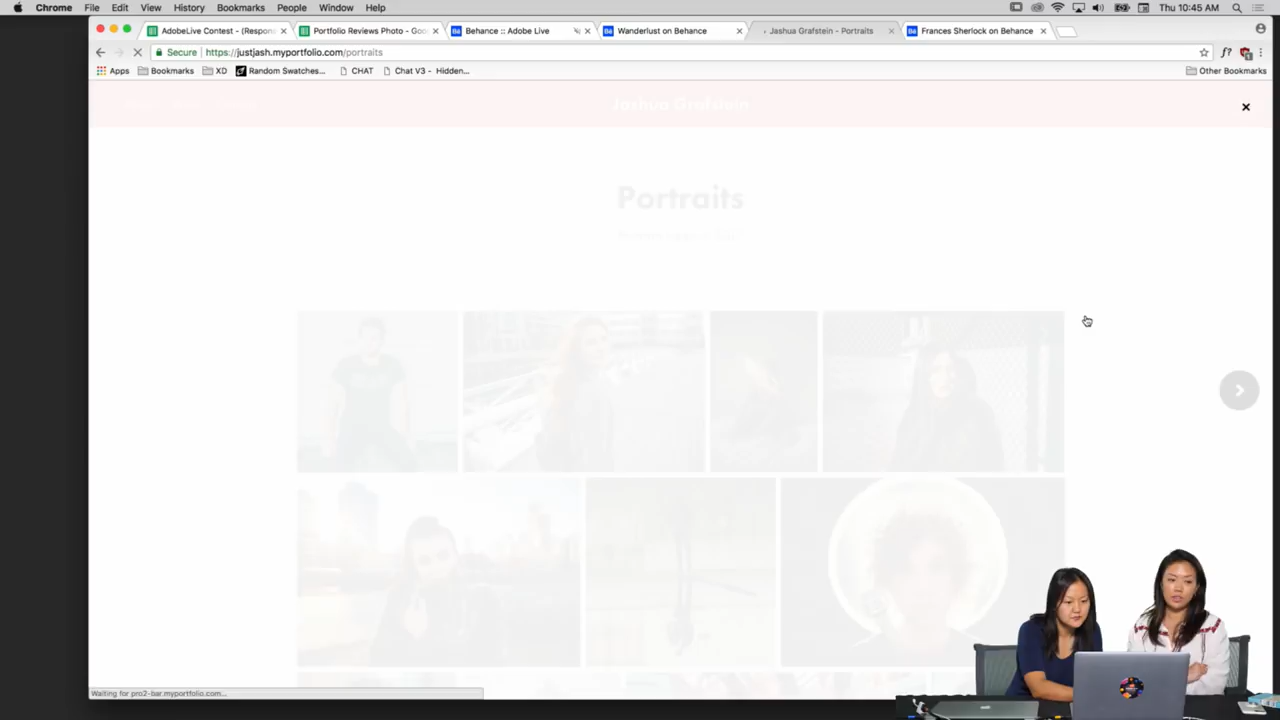 Chrome File Edit View History Bookmarks People Window Help Thu 10:45 AM
AdobeLive Contest - (Respon Portfolio Reviews Photo - Goo Behance :: Adobe Live Wanderlust on Behance Jashua Grafstein - Portraits Frances Sherlock on Behance
Secure https://justjash.myportfolio.com/portraits
Apps Bookmarks XD Random Swatches... CHAT Chat V3 - Hidden... Other Bookmarks
Jashua Grafstein
Portraits
Waiting for pro2-bar.myportfolio.com...